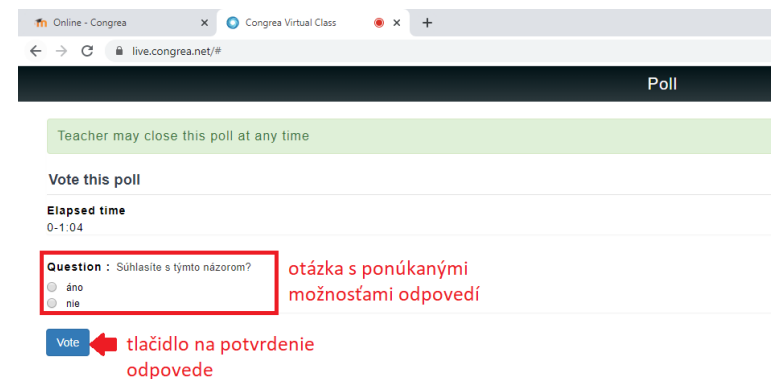 Online - Congrea
Congrea Virtual Class
live.congrea.net/#
Poll
Teacher may close this poll at any time
Vote this poll
Elapsed time
0-1:04
Question : Súhlasíte s týmto názorom?
áno
nie
otázka s ponúkanými
možnosťami odpovedí
Vote
tlačidlo na potvrdenie
odpovede